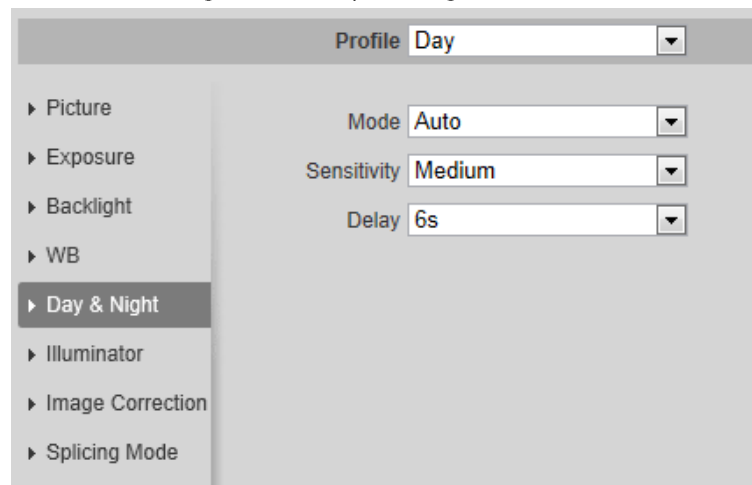 Profile Day
Picture
Mode Auto
Exposure
Sensitivity Medium
Backlight
Delay 6s
WB
Day & Night
Illuminator
Image Correction
Splicing Mode